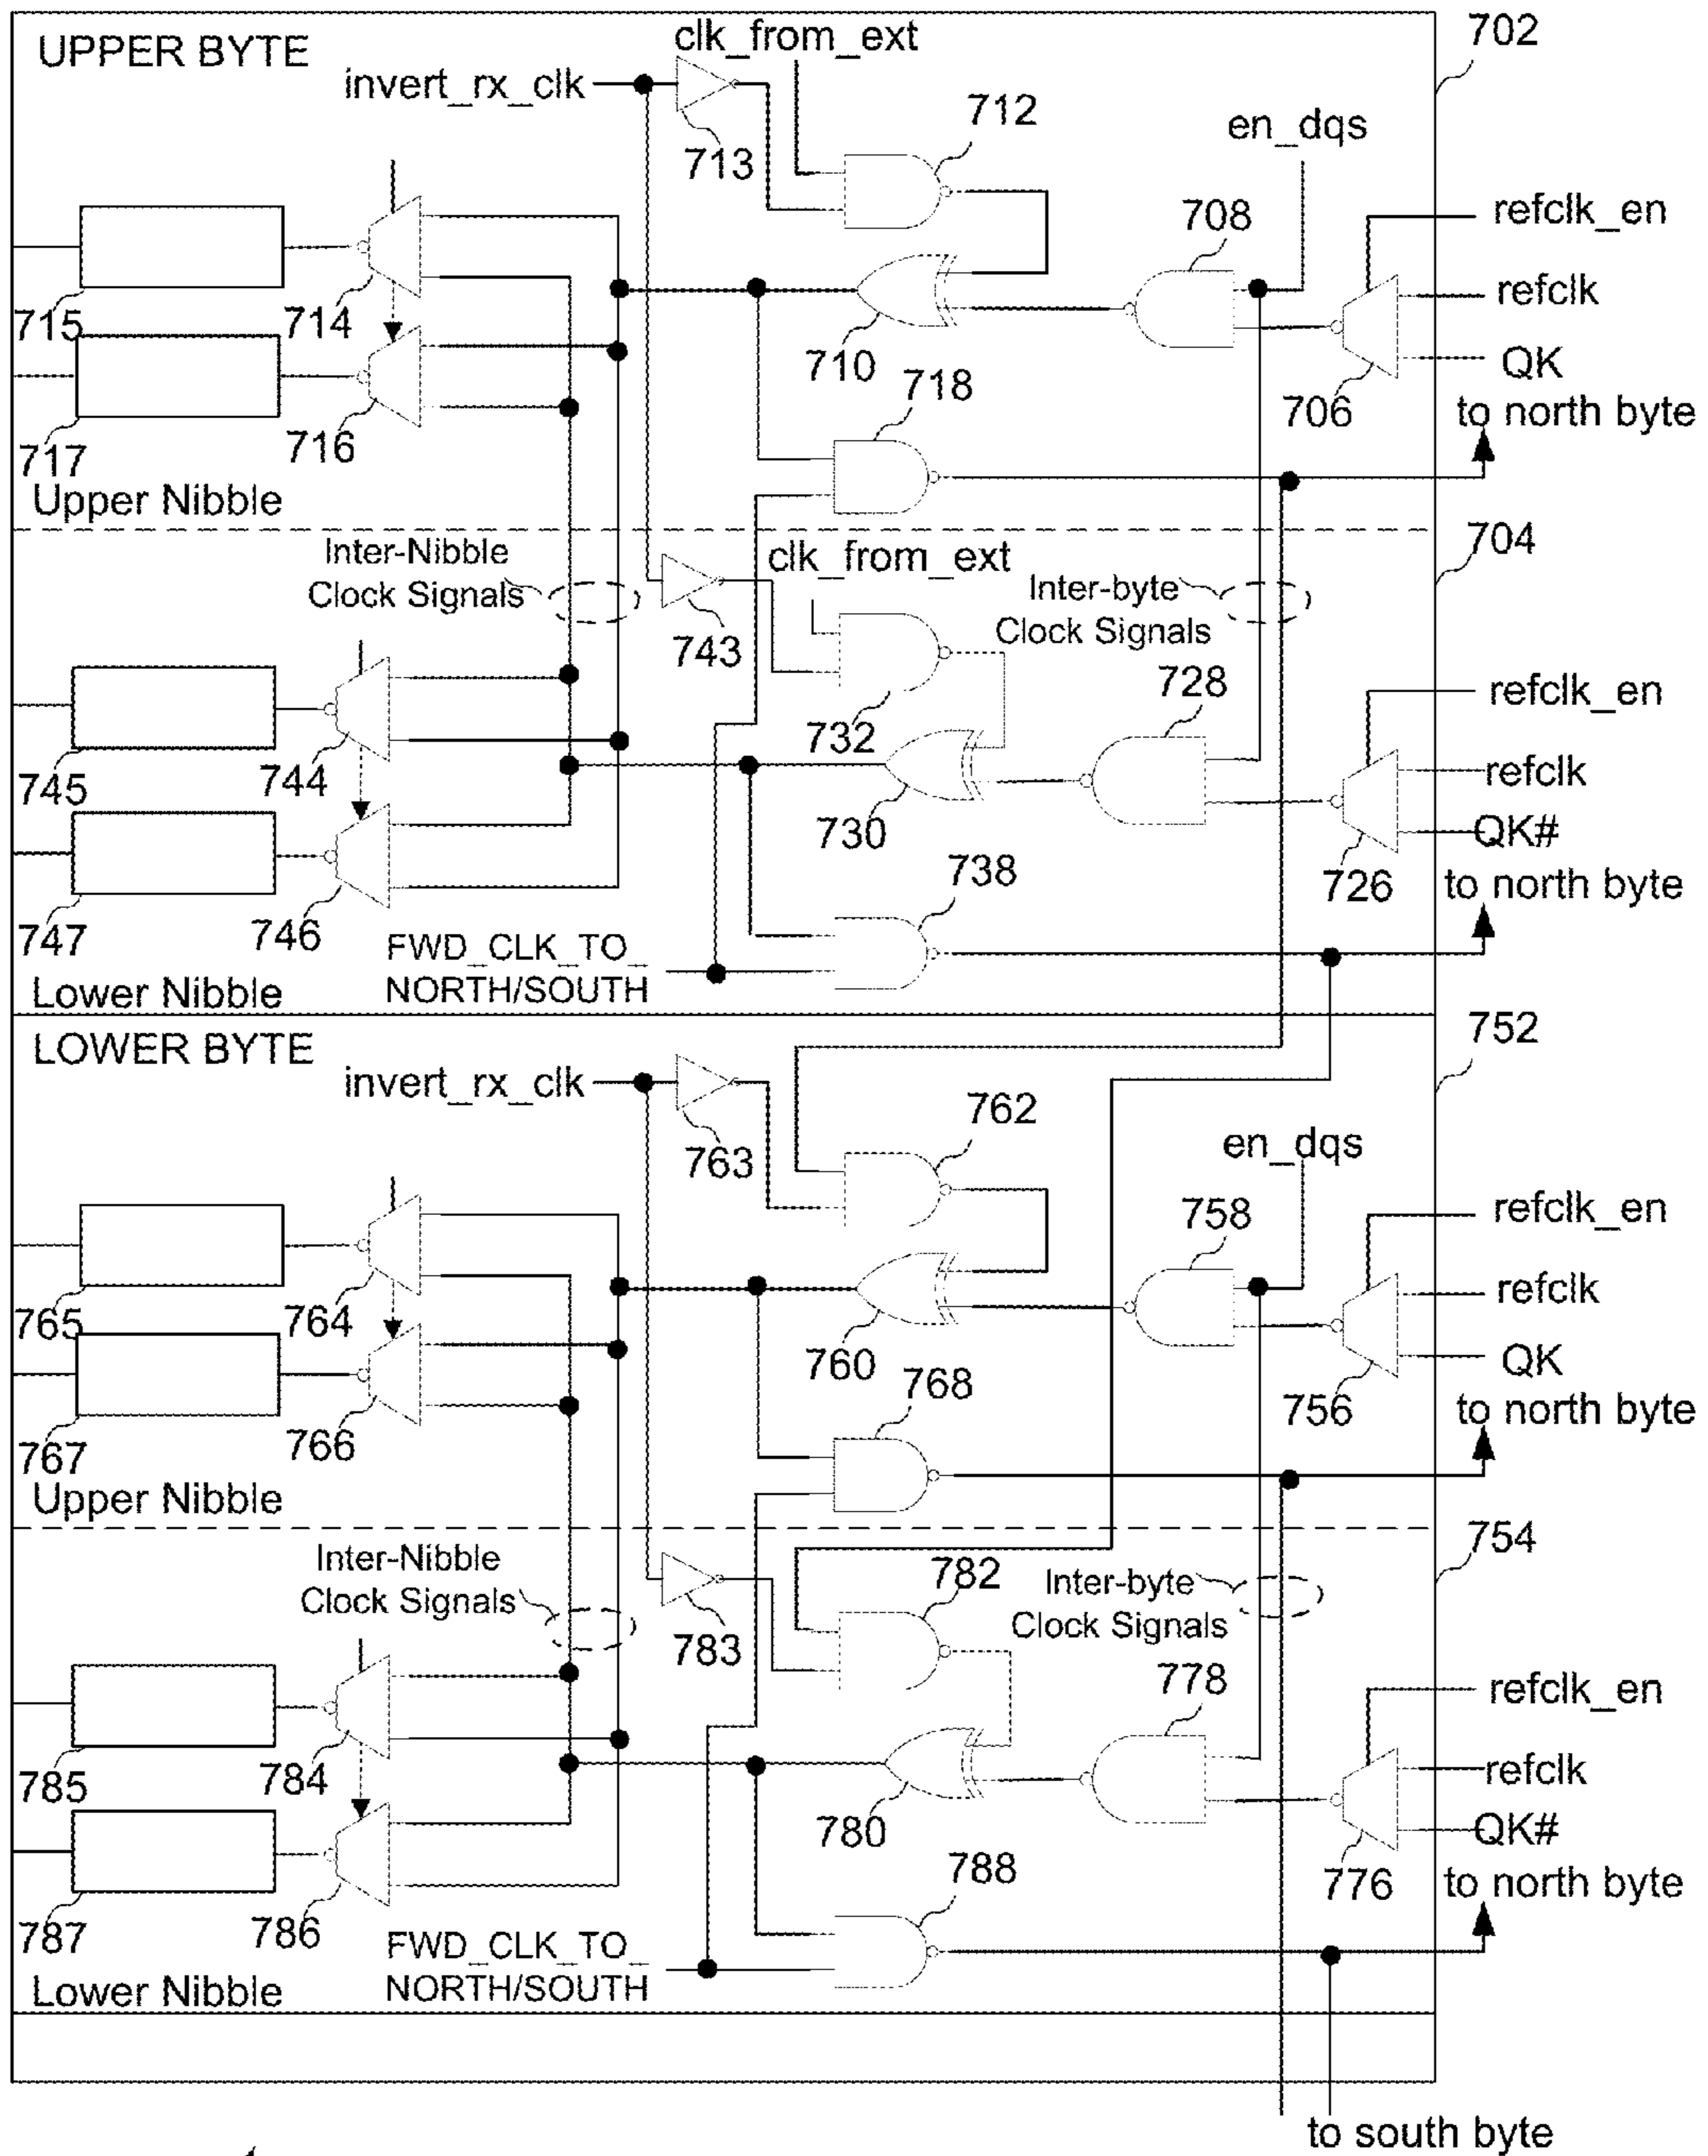 UPPER BYTE
clk_from_ext
702
invert_rx_clk
712
713
en_dqs
708
refclk_en
refclk
715
714
710
QK
718
706
to north byte
717
716
Upper Nibble
704
Inter-Nibble
Clock Signals
clk_from_ext
Inter-byte
Clock Signals
743
728
refclk_en
732
refclk
745
744
730
QK#
738
726
to north byte
747
746
FWD_CLK_TO_
NORTH/SOUTH
Lower Nibble
LOWER BYTE
752
invert_rx_clk
762
763
en_dqs
758
refclk_en
refclk
765
764
760
QK
768
756
to north byte
767
766
Upper Nibble
754
Inter-Nibble
Clock Signals
782
Inter-byte
Clock Signals
783
778
refclk_en
refclk
785
784
780
QK#
788
776
to north byte
787
786
FWD_CLK_TO_
NORTH/SOUTH
Lower Nibble
to south byte